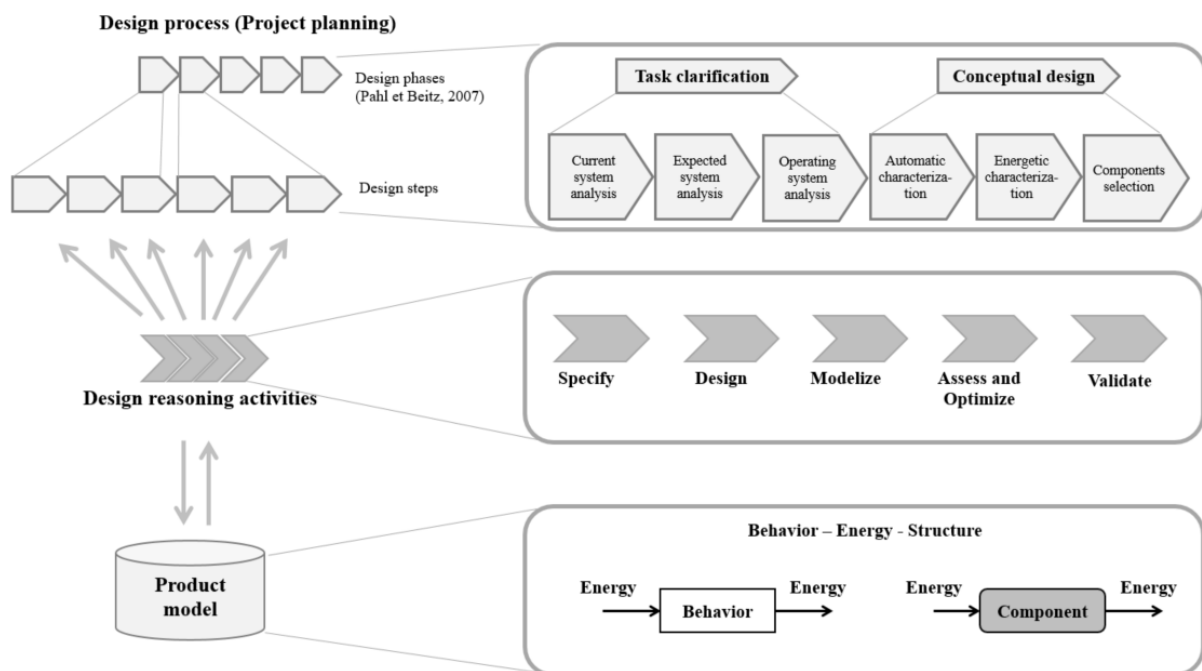 Design process (Project planning)
Design phases
(Pahl et Beitz, 2007)
Design steps
Task clarification
Conceptual design
Current
system
analysis
Expected
system
analysis
Operating
system
analysis
Automatic
characteriza-
tion
Energetic
characteriza-
tion
Components
selection
Design reasoning activities
Specify
Design
Modelize
Assess and
Optimize
Validate
Product
model
Behavior – Energy - Structure
Energy
Behavior
Energy
Energy
Component
Energy